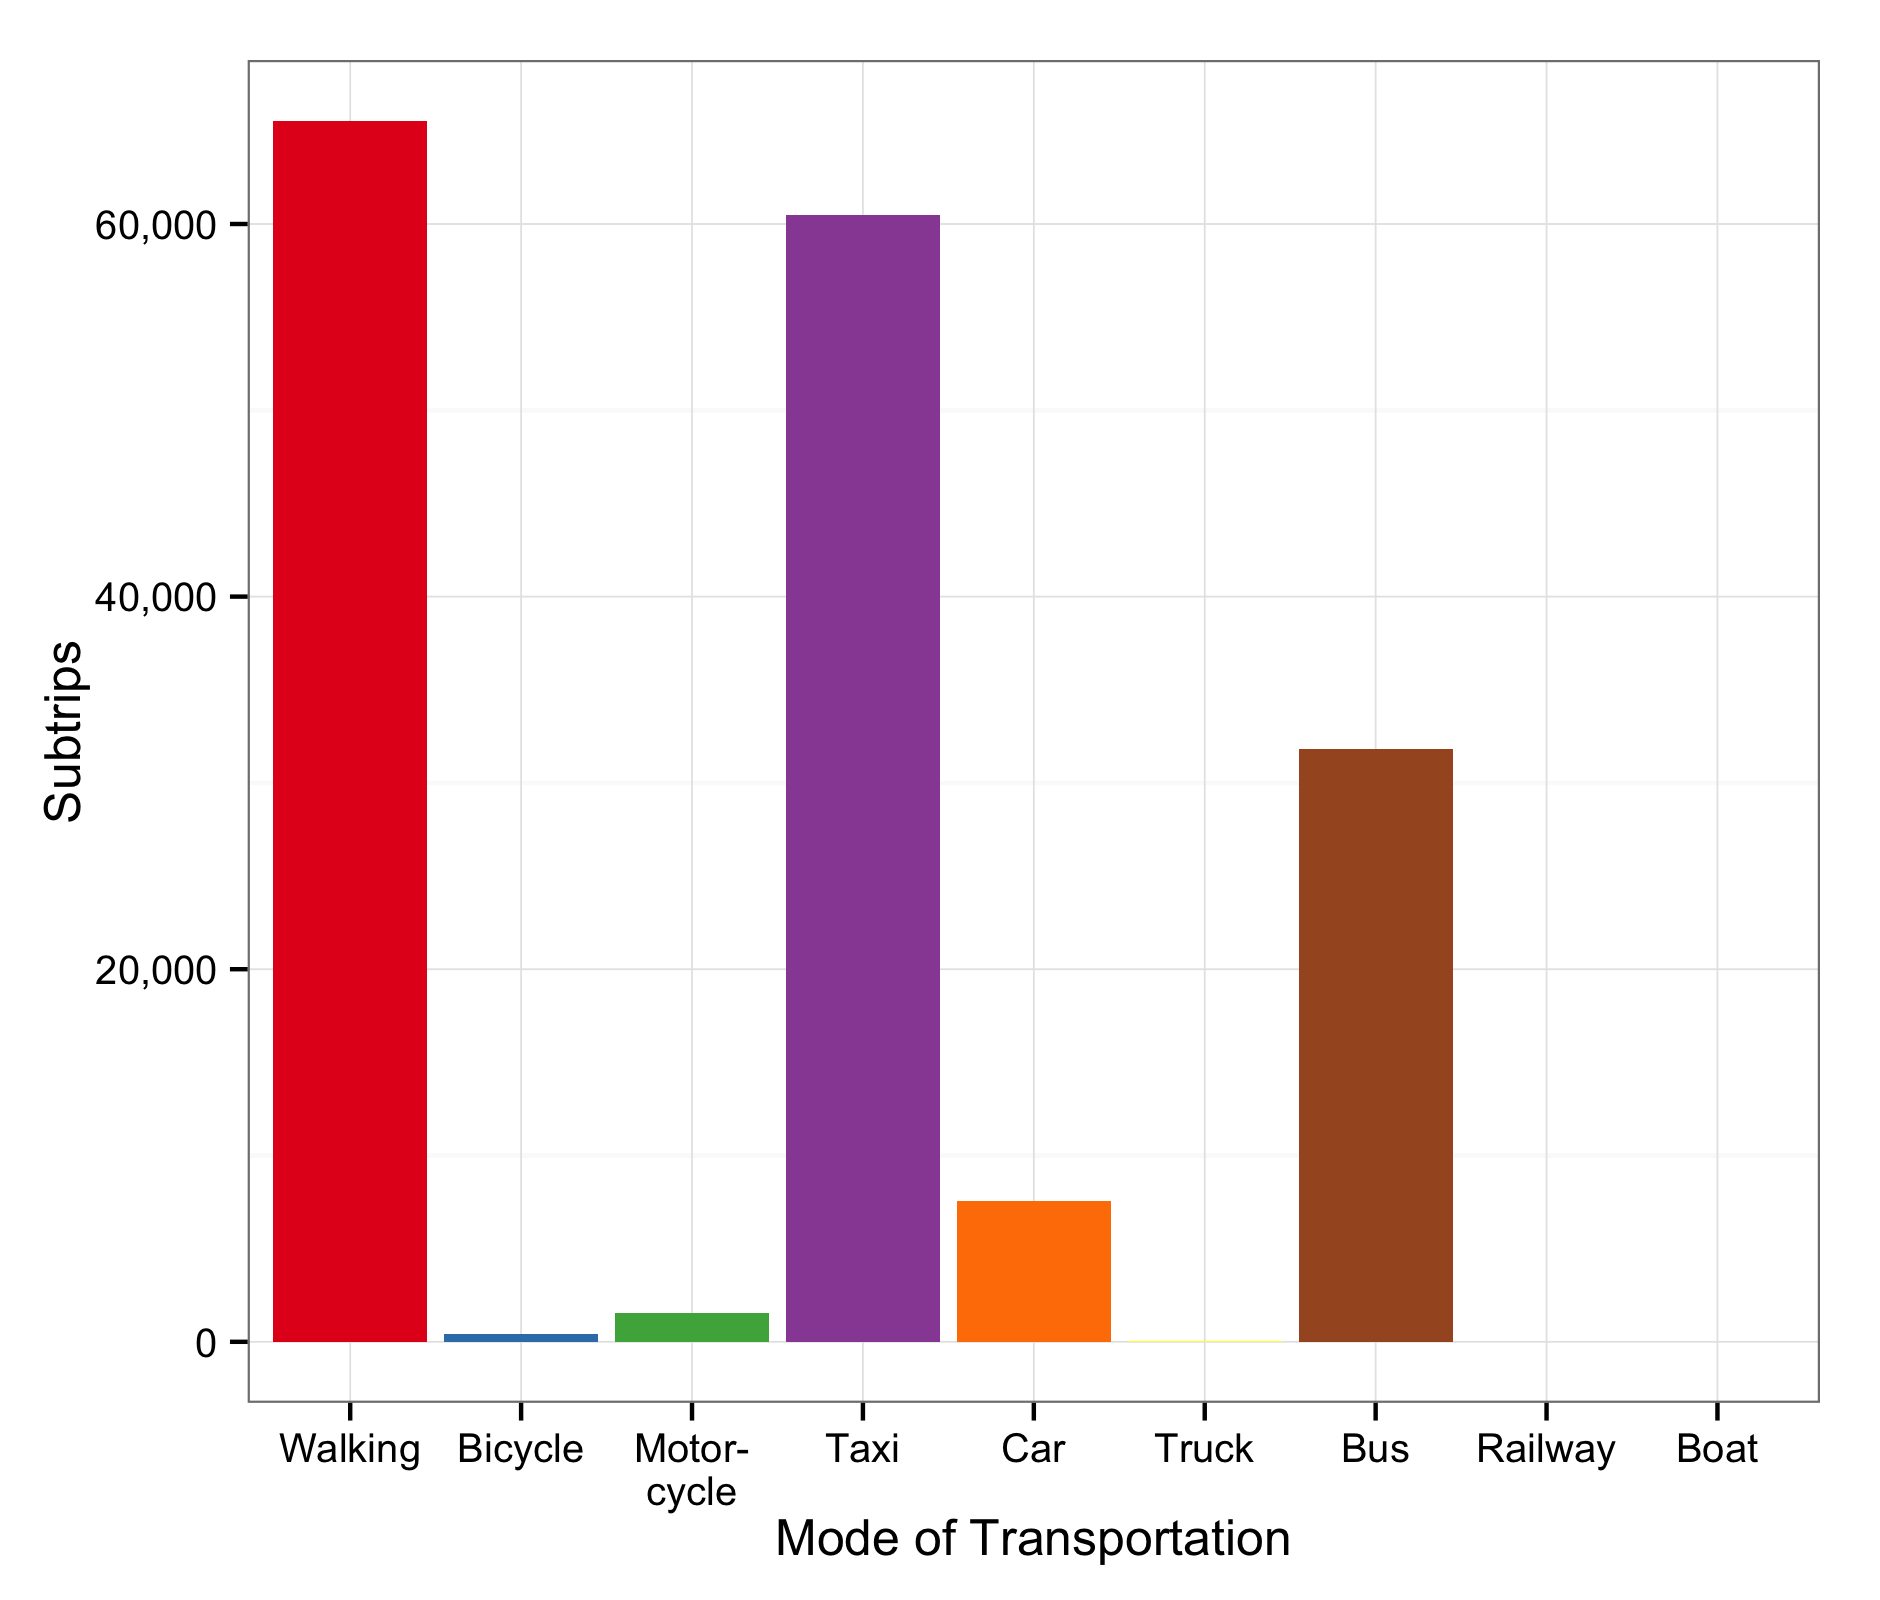 60,000
40,000
20,000
0
Subtrips
Walking Bicycle Motor- Taxi Car Truck Bus Railway Boat
cycle
Mode of Transportation